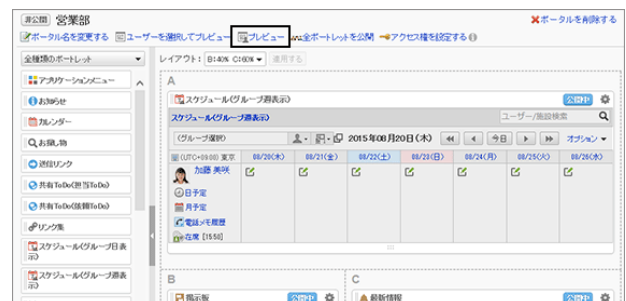 非公開 営業部
✖ポータルを削除する
ポータル名を変更する ユーザーを選択してプレビュー プレビュー 全ポートレットを公開 アクセス権を設定する
全種類のポートレット レイアウト: B:40% C:60% 適用する
アプリケーションメニュー
お知らせ
カレンダー
お探し物
送信リンク
共有ToDo(担当ToDo)
共有ToDo(依頼ToDo)
リンク集
スケジュール(グループ日表示)
スケジュール(グループ週表示)
A
スケジュール(グループ週表示) 公開中
スケジュール(グループ週表示) ユーザー/施設検索
(グループ選択) 2015年08月20日(木) 今日 オプション
(UTC+09:00) 東京 08/20(木) 08/21(金) 08/22(土) 08/23(日) 08/24(月) 08/25(火) 08/26(水)
加藤 美咲
日予定
月予定
電話メモ履歴
在席 [15:50]
B
掲示板 公開中
C
最新情報 公開中